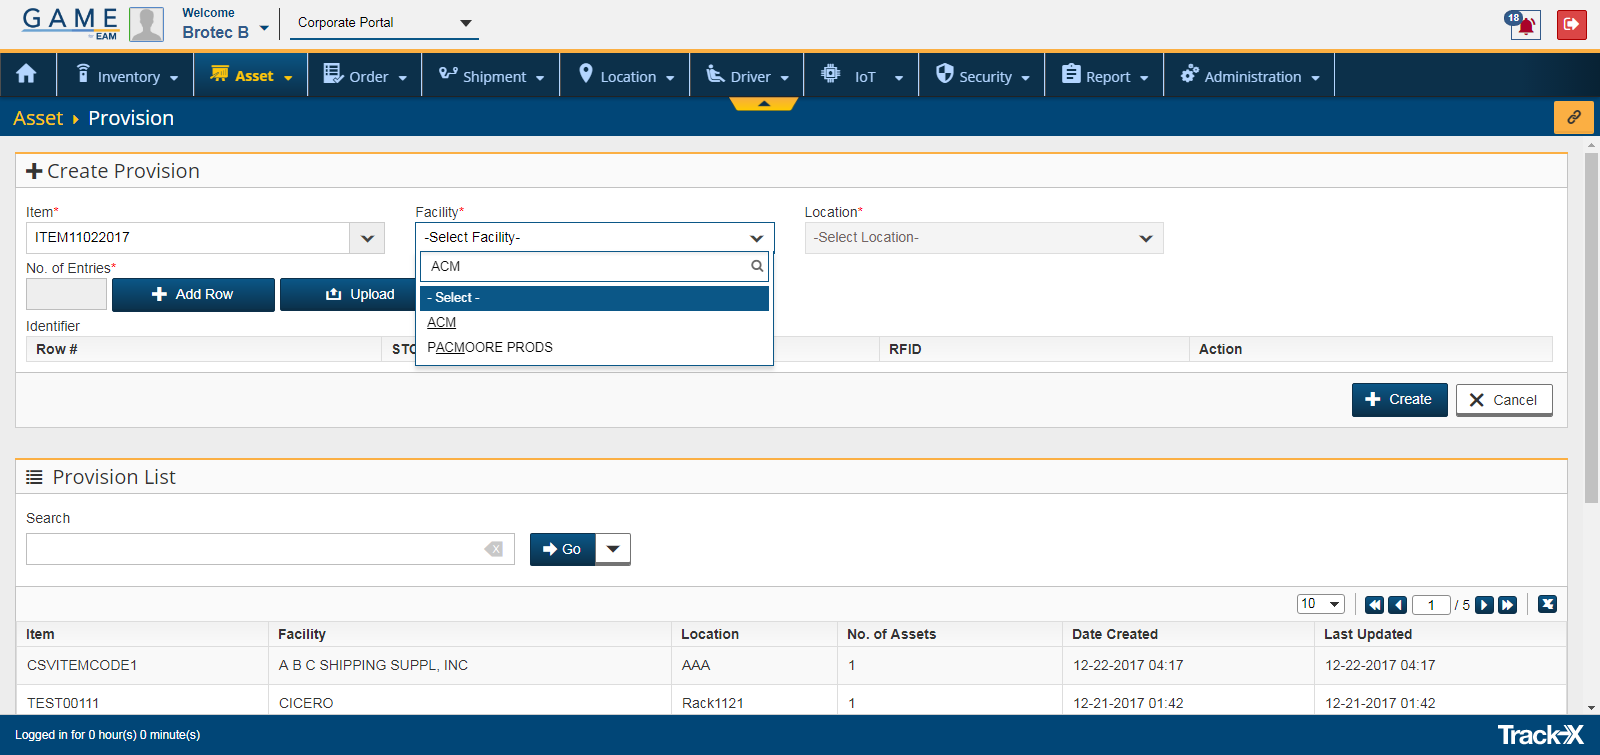 GAME
EAM
Welcome
Brotec B
Corporate Portal
18
Inventory
Asset
Order
Shipment
Location
Driver
IoT
Security
Report
Administration
Asset Provision
Create Provision
Item*
Facility*
Location*
ITEM11022017
-Select Facility-
-Select Location-
ACM
- Select -
ACM
PACMOORE PRODS
No. of Entries*
Add Row
Upload
Identifier
Row # STO RFID Action
Create
Cancel
Provision List
Search
x
Go
10
1 / 5
X
Item Facility Location No. of Assets Date Created Last Updated
CSVITEMCODE1 A B C SHIPPING SUPPL, INC AAA 1 12-22-2017 04:17 12-22-2017 04:17
TEST00111 CICERO Rack1121 1 12-21-2017 01:42 12-21-2017 01:42
Logged in for 0 hour(s) 0 minute(s)
Track-X